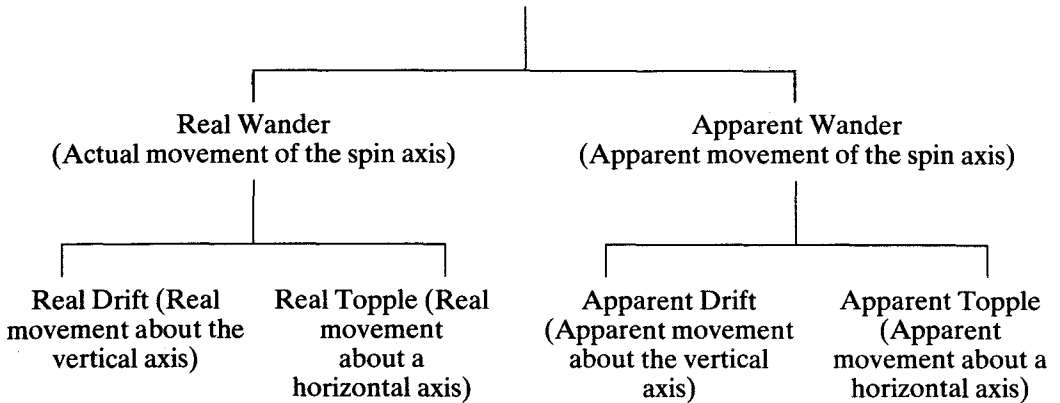 Real Wander
(Actual movement of the spin axis)
Apparent Wander
(Apparent movement of the spin axis)
Real Drift (Real
movement about the
vertical axis)
Real Topple (Real
movement
about a
horizontal axis)
Apparent Drift
(Apparent movement
about the vertical
axis)
Apparent Topple
(Apparent
movement about a
horizontal axis)